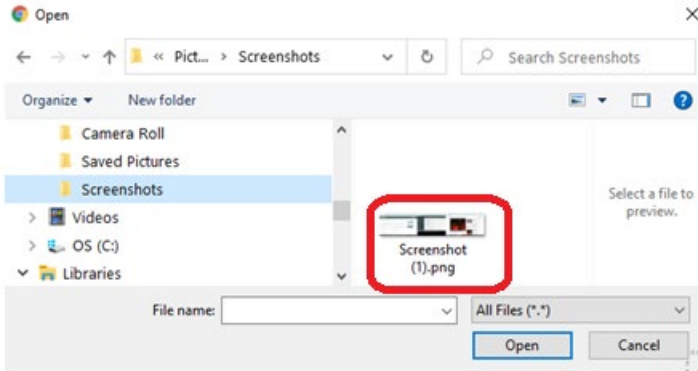 Open
« Pict... › Screenshots
Search Screenshots
Organize
New folder
Camera Roll
Saved Pictures
Screenshots
Videos
OS (C:)
Libraries
Screenshot
(1).png
Select a file to
preview.
File name:
All Files (*.*)
Open
Cancel